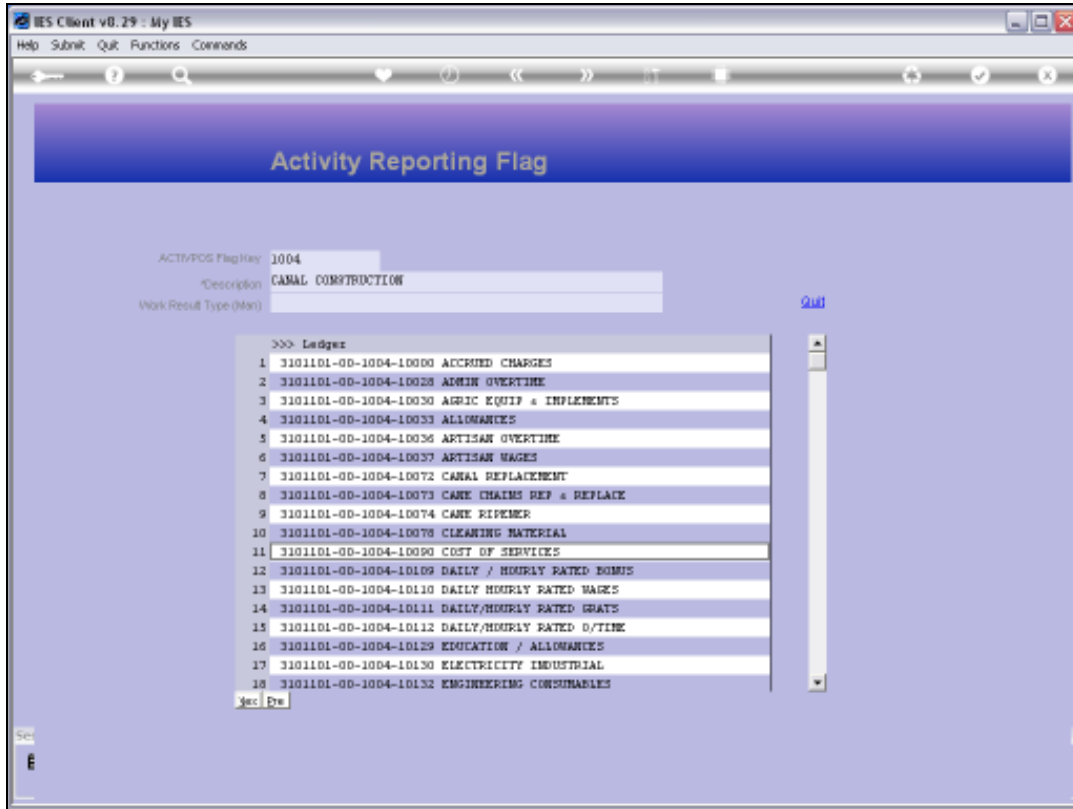 IES Client v8.29 : My IES
Help Submit Quit Functions Commands
Activity Reporting Flag
ACTIVPOS Flag Key 1004
*Description CANAL CONSTRUCTION
Work Result Type (Man)
Quit
>>> Ledger
1 3101101-00-1004-10000 ACCRUED CHARGES
2 3101101-00-1004-10028 ADMIN OVERTIME
3 3101101-00-1004-10030 AGRIC EQUIP & IMPLEMENTS
4 3101101-00-1004-10033 ALLOWANCES
5 3101101-00-1004-10036 ARTISAN OVERTIME
6 3101101-00-1004-10037 ARTISAN WAGES
7 3101101-00-1004-10072 CANAL REPLACEMENT
8 3101101-00-1004-10073 CANE CHAINS REP & REPLACE
9 3101101-00-1004-10074 CANE RIPENER
10 3101101-00-1004-10078 CLEANING MATERIAL
11 3101101-00-1004-10090 COST OF SERVICES
12 3101101-00-1004-10109 DAILY / HOURLY RATED BONUS
13 3101101-00-1004-10110 DAILY HOURLY RATED WAGES
14 3101101-00-1004-10111 DAILY/HOURLY RATED GRATS
15 3101101-00-1004-10112 DAILY/HOURLY RATED O/TIME
16 3101101-00-1004-10129 EDUCATION / ALLOWANCES
17 3101101-00-1004-10130 ELECTRICITY INDUSTRIAL
18 3101101-00-1004-10132 ENGINEERING CONSUMABLES
Nex Pre